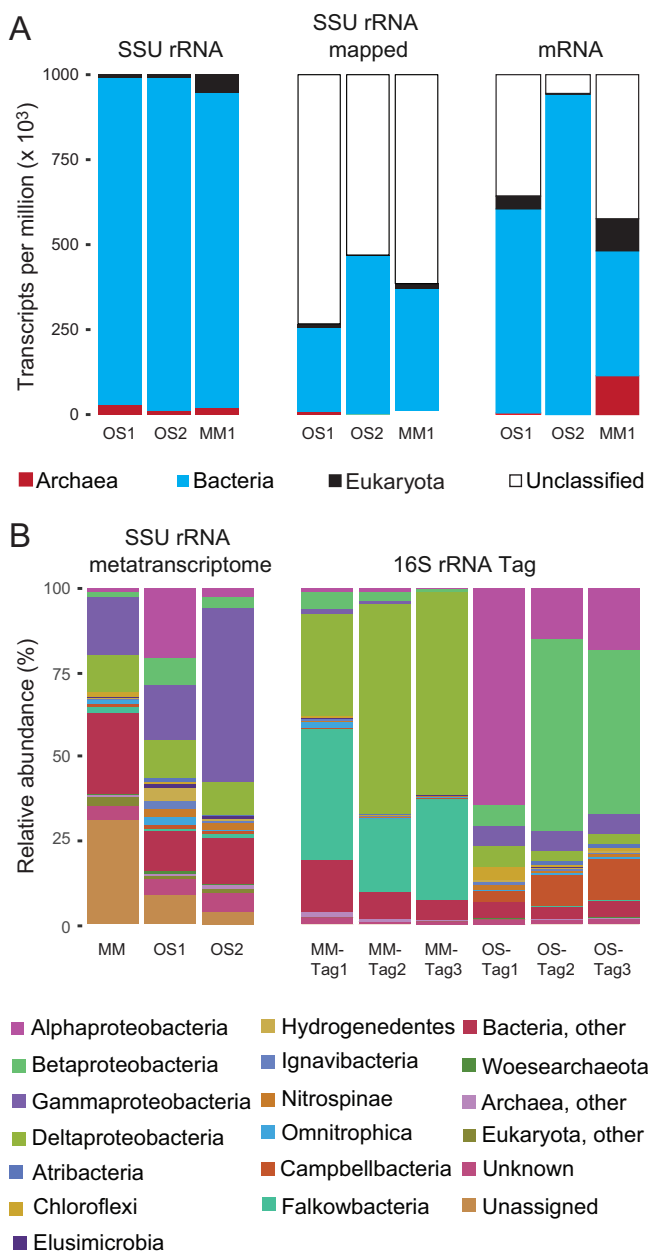 A
SSU rRNA
SSU rRNA
mapped
mRNA
Transcripts per million (x 10³)
1000
750
500
250
0
OS1 OS2 MM1 OS1 OS2 MM1 OS1 OS2 MM1
Archaea Bacteria Eukaryota Unclassified
B
SSU rRNA
metatranscriptome
16S rRNA Tag
Relative abundance (%)
100
75
50
25
0
MM OS1 OS2
MM-Tag1 MM-Tag2 MM-Tag3 OS-Tag1 OS-Tag2 OS-Tag3
Alphaproteobacteria Hydrogenedentes Bacteria, other
Betaproteobacteria Ignavibacteria Woesearchaeota
Gammaproteobacteria Nitrospinae Archaea, other
Deltaproteobacteria Omnitrophica Eukaryota, other
Atribacteria Campbellbacteria Unknown
Chloroflexi Falkowbacteria Unassigned
Elusimicrobia